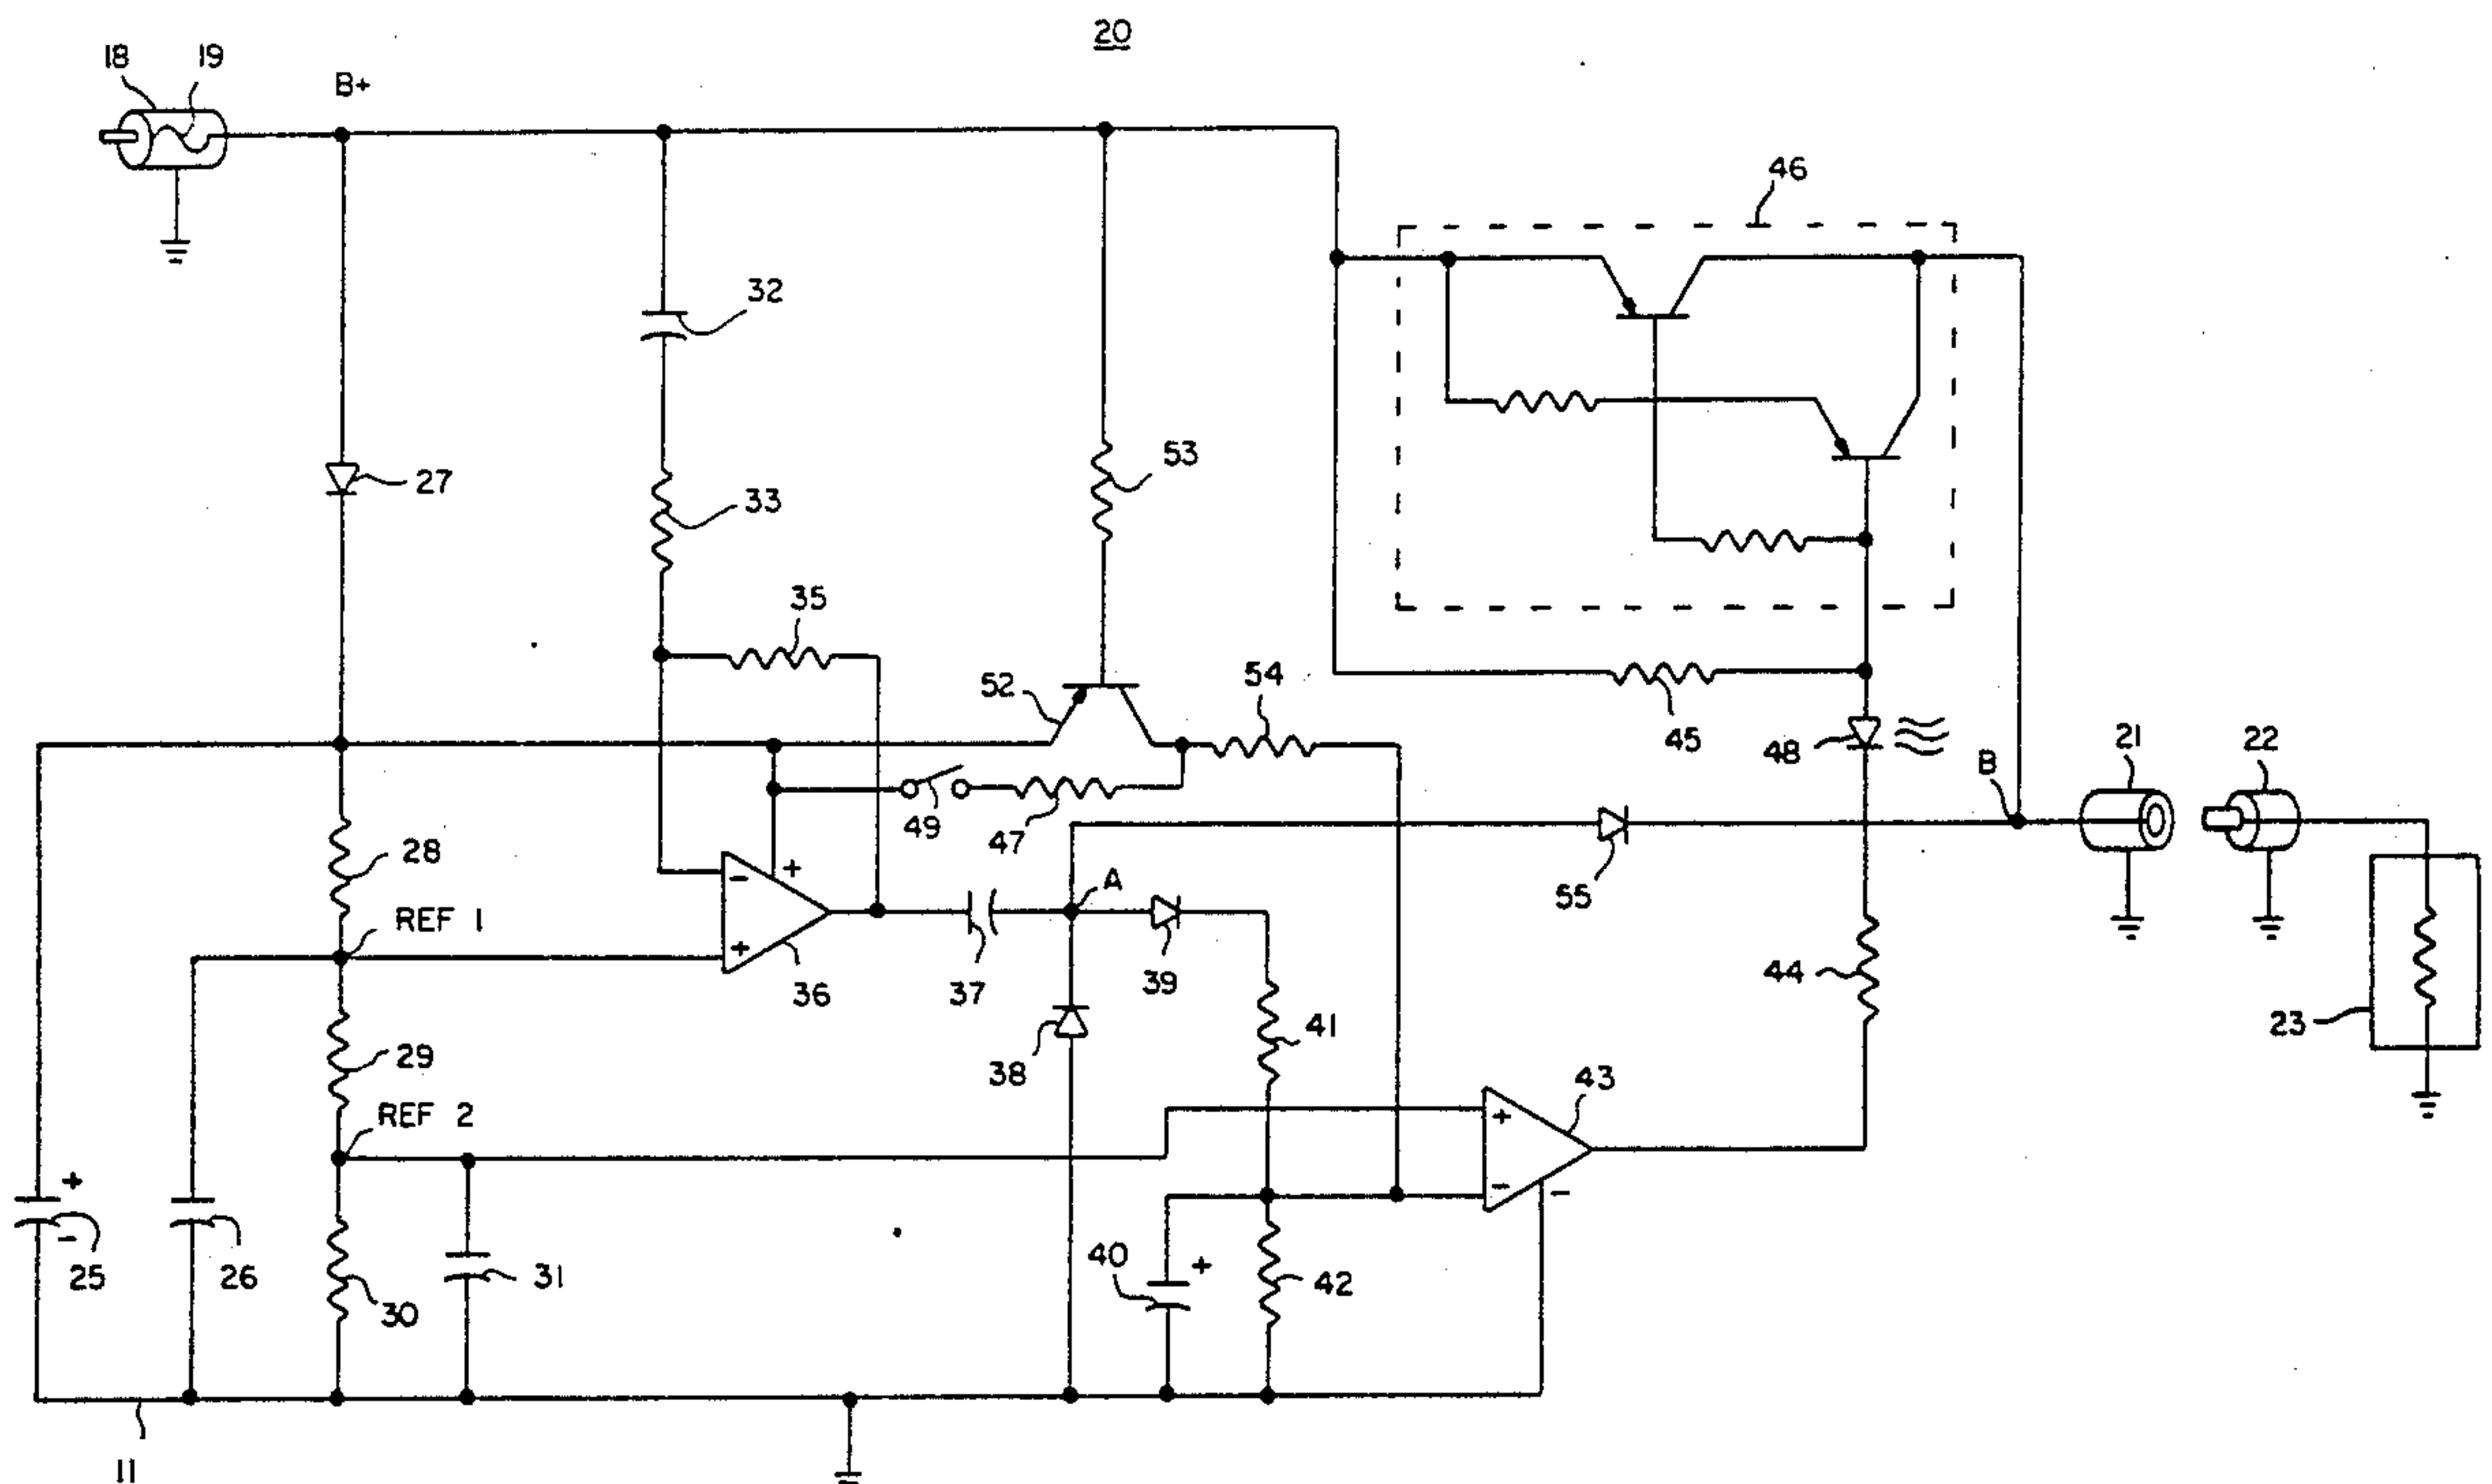 20
18 19 B+
46
32
27 33 53
35
52 54
45 48 B 21 22
49 47
28 + 55
- A
REF 1
+ 36 37 39 44
29 38 41 23
REF 2 43
+
+ - -
- 40 +
25 26 31 42
30
11